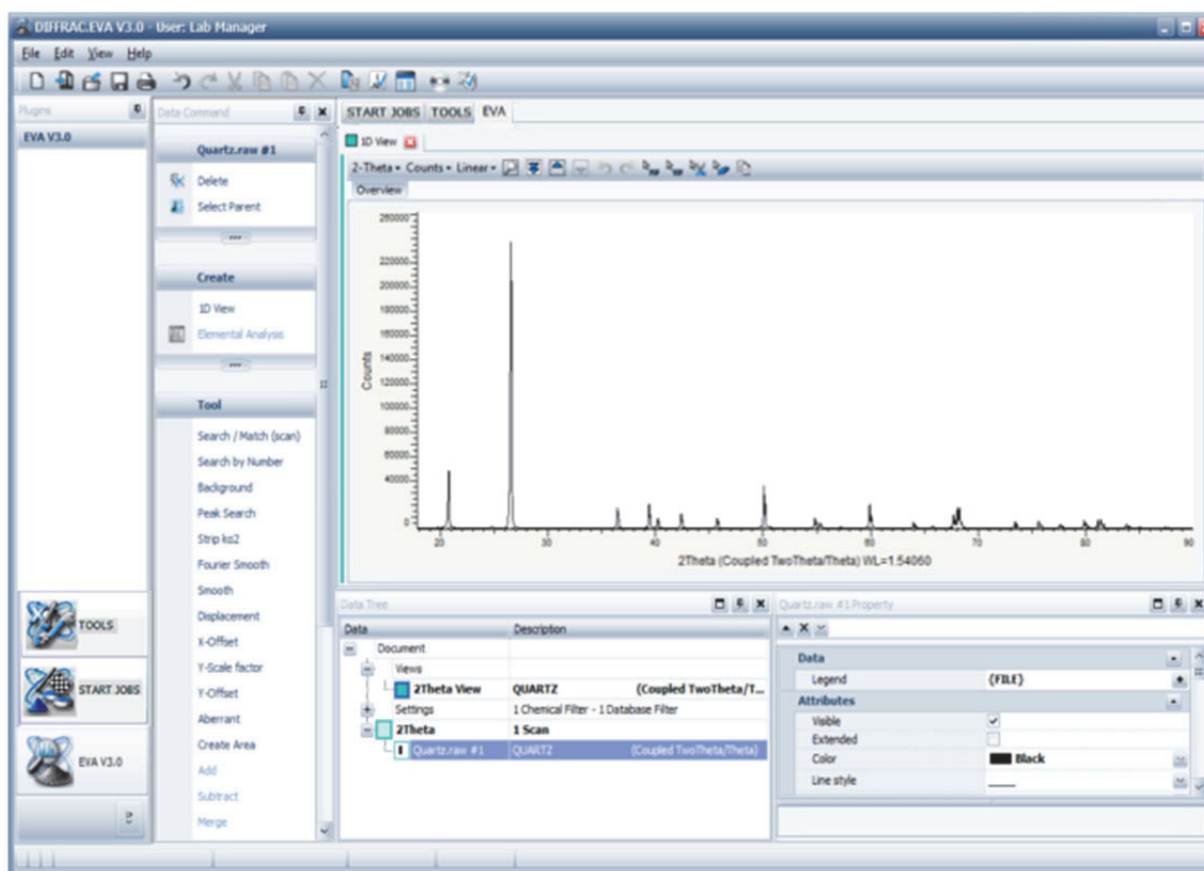 DIFFRAC.EVA V3.0 - User: Lab Manager
File Edit View Help
Plugins
EVA V3.0
TOOLS
START JOBS
EVA V3.0
Data Command
Quartz.raw #1
Delete
Select Parent
Create
1D View
Elemental Analysis
Tool
Search / Match (scan)
Search by Number
Background
Peak Search
Strip kα2
Fourier Smooth
Smooth
Displacement
X-Offset
Y-Scale factor
Y-Offset
Aberrant
Create Area
Add
Subtract
Merge
START JOBS TOOLS EVA
1D View
2-Theta Counts Linear
Overview
Counts
260000
220000
200000
180000
160000
140000
120000
100000
80000
60000
40000
0
20 30 40 50 60 70 80 90
2Theta (Coupled TwoTheta/Theta) WL=1.54060
Data Tree
Data Description
Document
Views
2Theta View QUARTZ (Coupled TwoTheta/T...
Settings 1 Chemical Filter - 1 Database Filter
2Theta 1 Scan
Quartz.raw #1 QUARTZ (Coupled TwoTheta/Theta)
Quartz.raw #1 Property
Data
Legend {FILE}
Attributes
Visible
Extended
Color Black
Line style